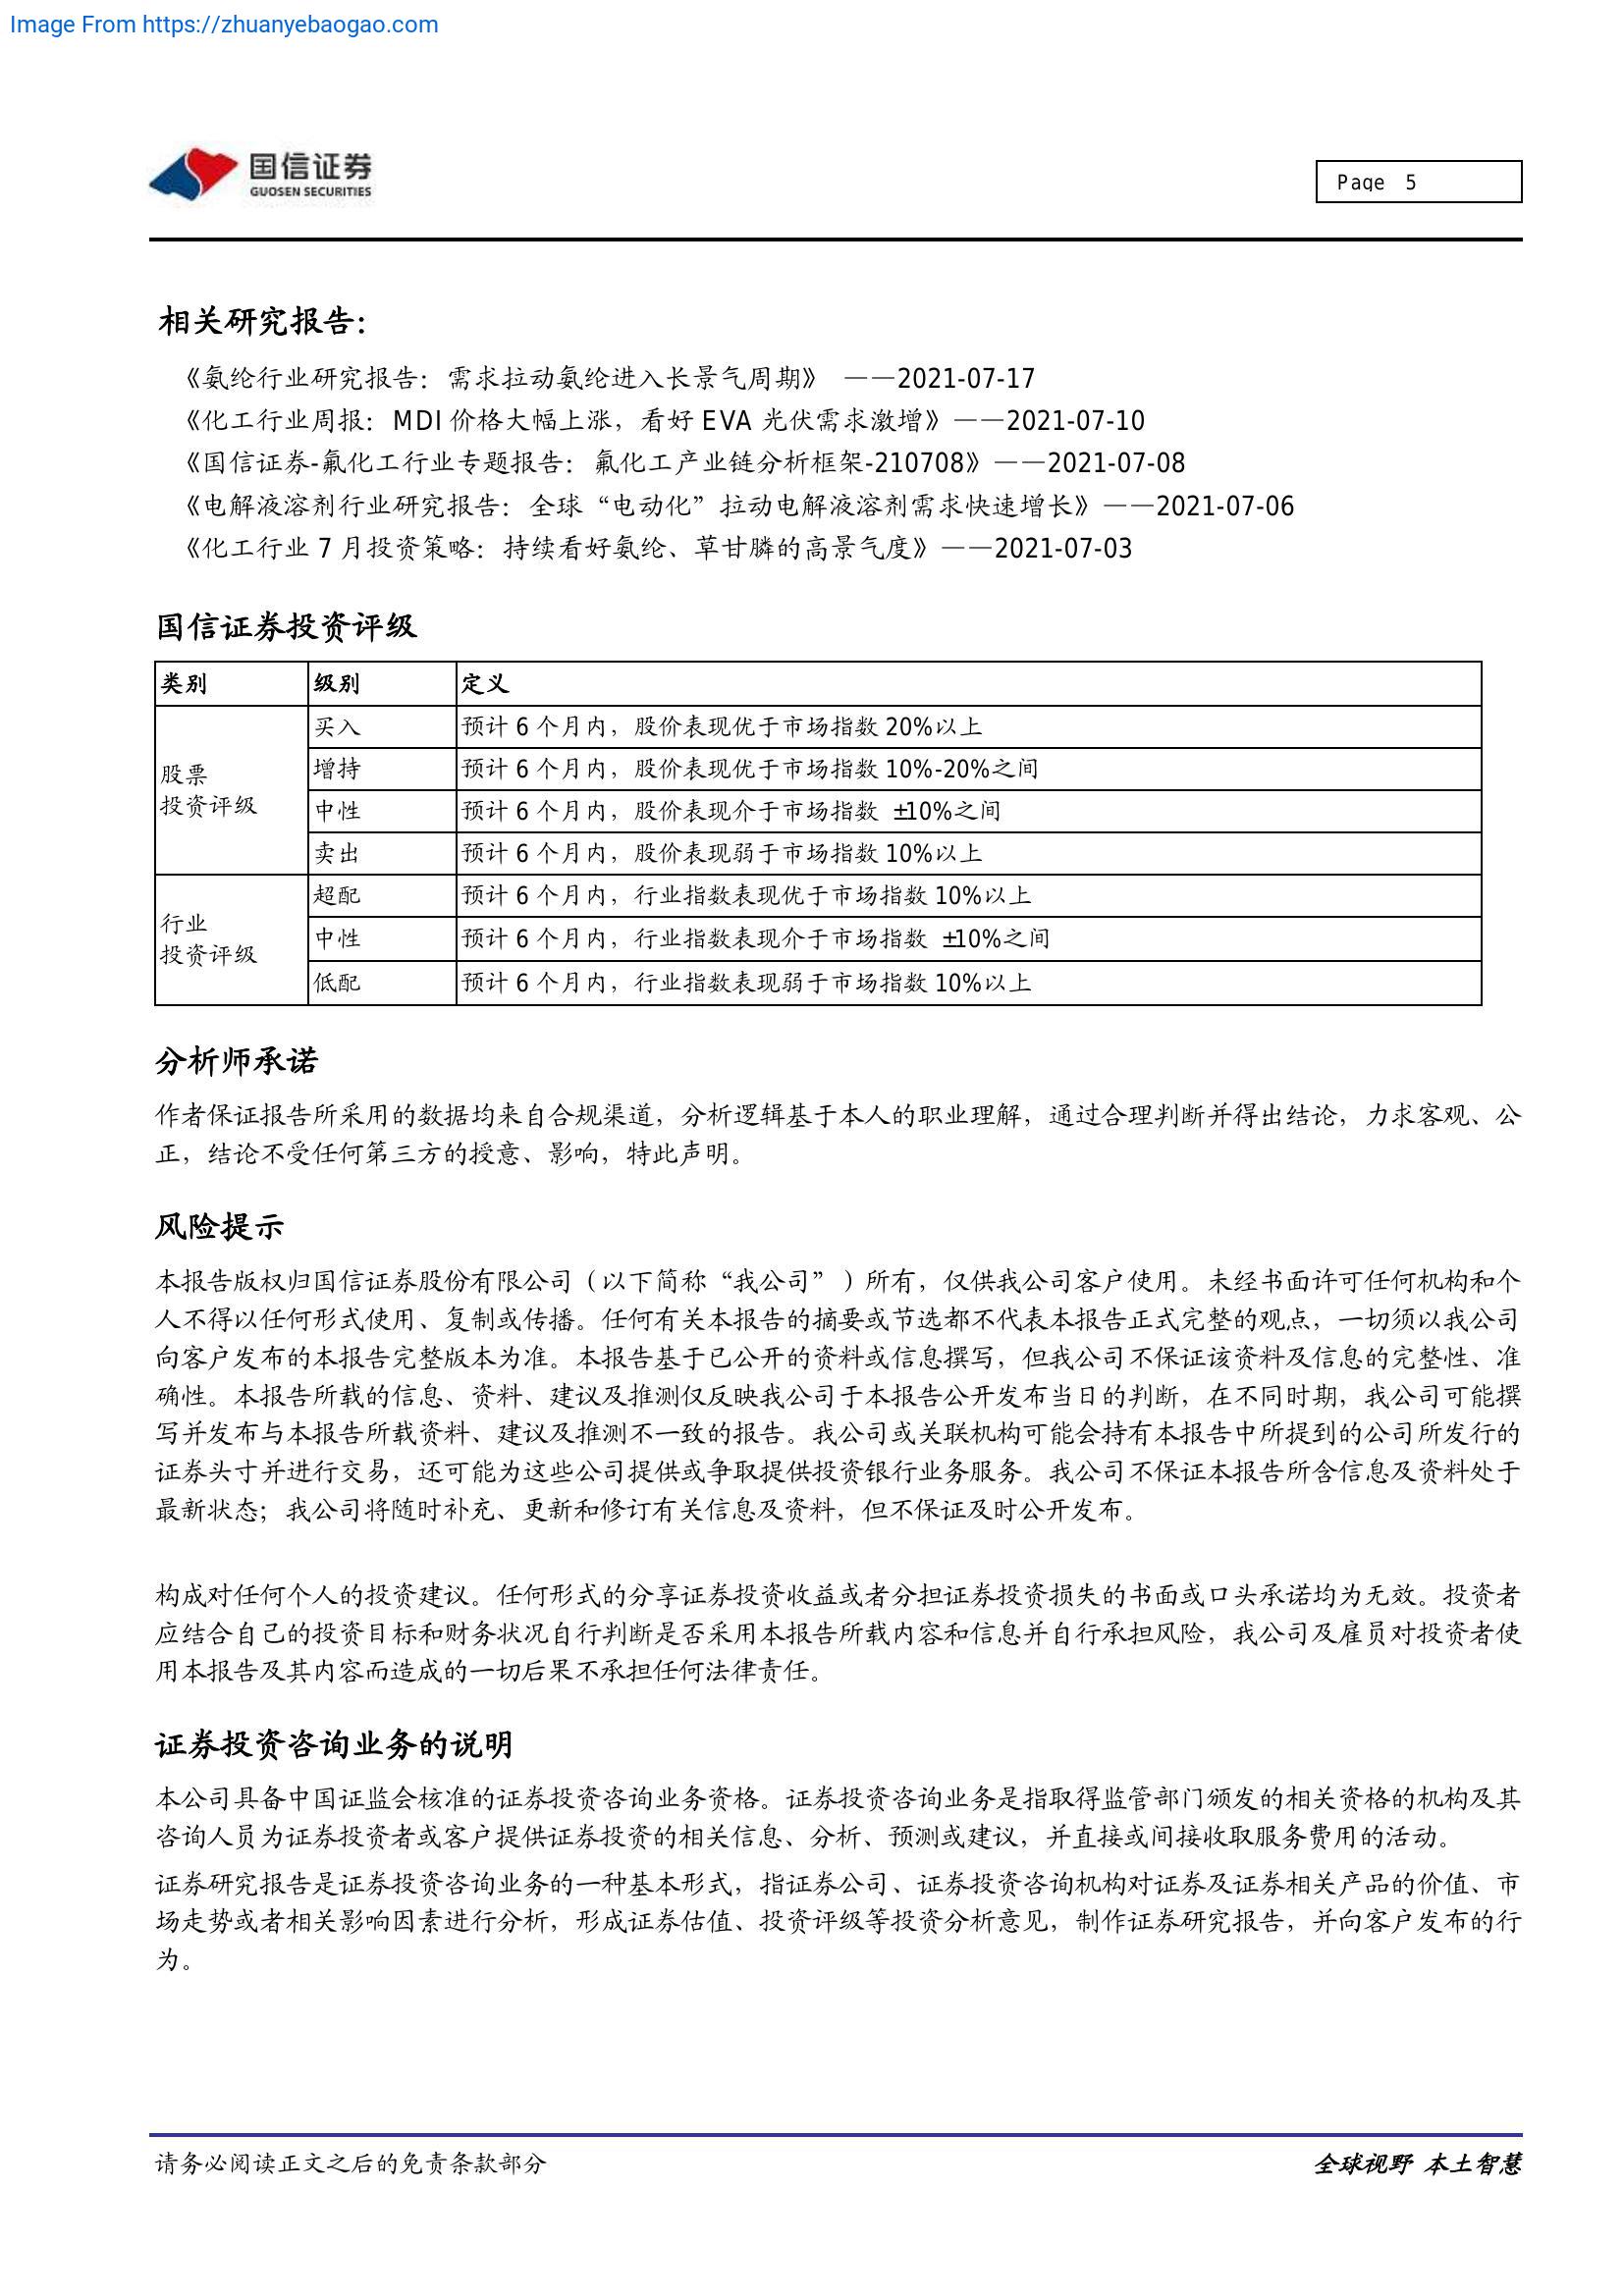 Image From https://zhuanyebaogao.com
国信证券
GUOSEN SECURITIES
Page 5
相关研究报告：
《氨纶行业研究报告：需求拉动氨纶进入长景气周期》 ——2021-07-17
《化工行业周报：MDI 价格大幅上涨，看好 EVA 光伏需求激增》——2021-07-10
《国信证券-氟化工行业专题报告：氟化工产业链分析框架-210708》——2021-07-08
《电解液溶剂行业研究报告：全球“电动化”拉动电解液溶剂需求快速增长》——2021-07-06
《化工行业 7 月投资策略：持续看好氨纶、草甘膦的高景气度》——2021-07-03
国信证券投资评级
类别 级别 定义
股票
投资评级
买入 预计 6 个月内，股价表现优于市场指数 20%以上
增持 预计 6 个月内，股价表现优于市场指数 10%-20%之间
中性 预计 6 个月内，股价表现介于市场指数 ±10%之间
卖出 预计 6 个月内，股价表现弱于市场指数 10%以上
行业
投资评级
超配 预计 6 个月内，行业指数表现优于市场指数 10%以上
中性 预计 6 个月内，行业指数表现介于市场指数 ±10%之间
低配 预计 6 个月内，行业指数表现弱于市场指数 10%以上
分析师承诺
作者保证报告所采用的数据均来自合规渠道，分析逻辑基于本人的职业理解，通过合理判断并得出结论，力求客观、公
正，结论不受任何第三方的授意、影响，特此声明。
风险提示
本报告版权归国信证券股份有限公司（以下简称“我公司”）所有，仅供我公司客户使用。未经书面许可任何机构和个
人不得以任何形式使用、复制或传播。任何有关本报告的摘要或节选都不代表本报告正式完整的观点，一切须以我公司
向客户发布的本报告完整版本为准。本报告基于已公开的资料或信息撰写，但我公司不保证该资料及信息的完整性、准
确性。本报告所载的信息、资料、建议及推测仅反映我公司于本报告公开发布当日的判断，在不同时期，我公司可能撰
写并发布与本报告所载资料、建议及推测不一致的报告。我公司或关联机构可能会持有本报告中所提到的公司所发行的
证券头寸并进行交易，还可能为这些公司提供或争取提供投资银行业务服务。我公司不保证本报告所含信息及资料处于
最新状态；我公司将随时补充、更新和修订有关信息及资料，但不保证及时公开发布。
构成对任何个人的投资建议。任何形式的分享证券投资收益或者分担证券投资损失的书面或口头承诺均为无效。投资者
应结合自己的投资目标和财务状况自行判断是否采用本报告所载内容和信息并自行承担风险，我公司及雇员对投资者使
用本报告及其内容而造成的一切后果不承担任何法律责任。
证券投资咨询业务的说明
本公司具备中国证监会核准的证券投资咨询业务资格。证券投资咨询业务是指取得监管部门颁发的相关资格的机构及其
咨询人员为证券投资者或客户提供证券投资的相关信息、分析、预测或建议，并直接或间接收取服务费用的活动。
证券研究报告是证券投资咨询业务的一种基本形式，指证券公司、证券投资咨询机构对证券及证券相关产品的价值、市
场走势或者相关影响因素进行分析，形成证券估值、投资评级等投资分析意见，制作证券研究报告，并向客户发布的行
为。
请务必阅读正文之后的免责条款部分
全球视野 本土智慧